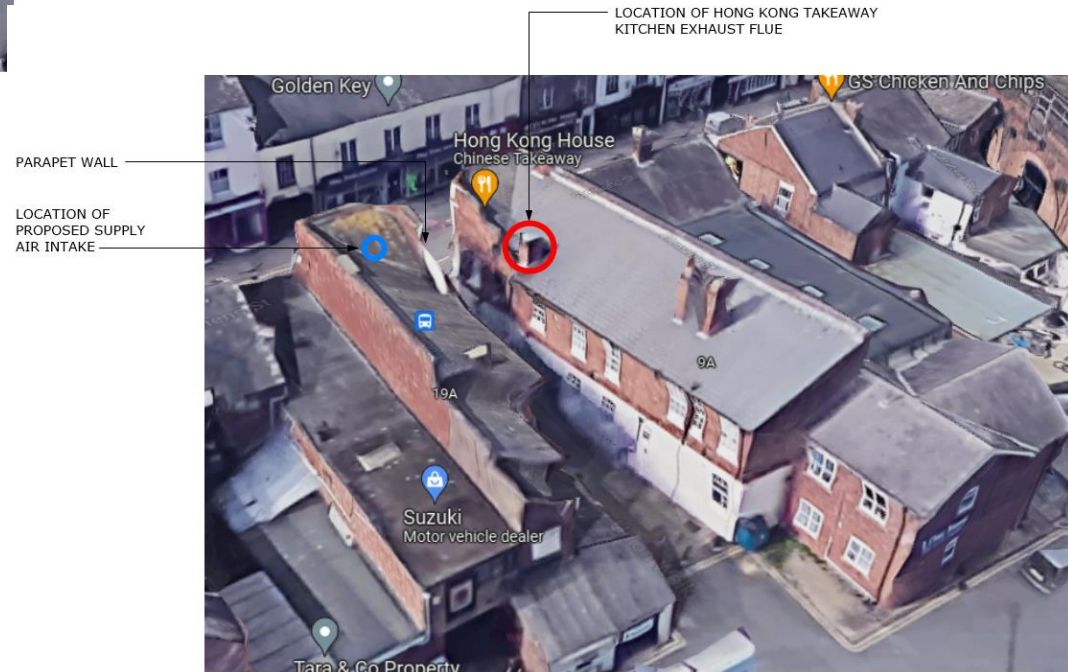 LOCATION OF HONG KONG TAKEAWAY
KITCHEN EXHAUST FLUE
Golden Key
GS Chicken And Chips
Hong Kong House
Chinese Takeaway
PARAPET WALL
LOCATION OF
PROPOSED SUPPLY
AIR INTAKE
9A
19A
Suzuki
Motor vehicle dealer
Tara & Co Property